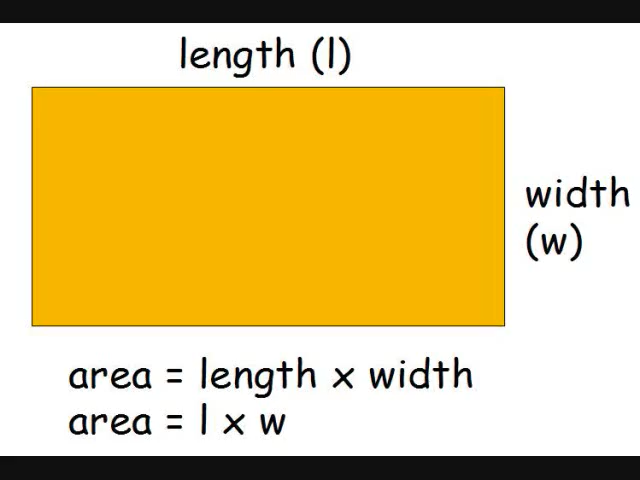 length (l)
width
(w)
area = length x width
area = l x w